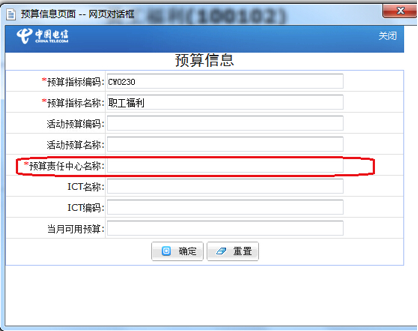 预算信息页面 -- 网页对话框
工福利(100102)
中国电信
CHINA TELECOM
关闭
预算信息
*预算指标编码: CW0230
*预算指标名称: 职工福利
活动预算编码:
活动预算名称:
*预算责任中心名称:
ICT名称:
ICT编码:
当月可用预算:
确定 重置